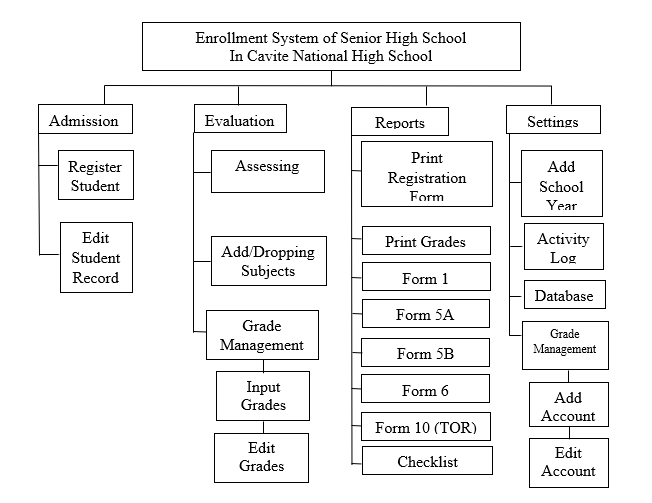 Enrollment System of Senior High School
In Cavite National High School
Admission
Register
Student
Edit
Student
Record
Evaluation
Assessing
Add/Dropping
Subjects
Grade
Management
Input
Grades
Edit
Grades
Reports
Print
Registration
Form
Print Grades
Form 1
Form 5A
Form 5B
Form 6
Form 10 (TOR)
Checklist
Settings
Add
School
Year
Activity
Log
Database
Grade
Management
Add
Account
Edit
Account